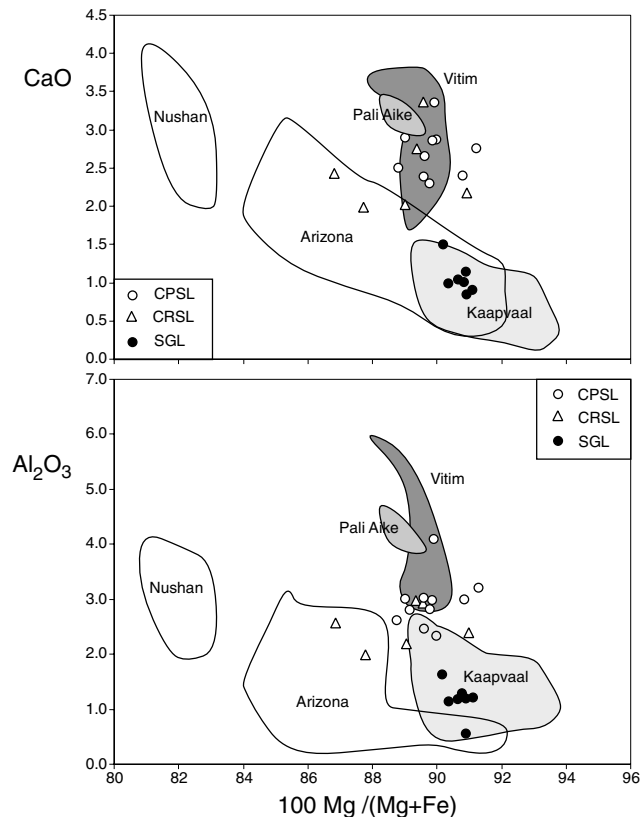 4.5
CaO
4.0
3.5
3.0
2.5
2.0
1.5
1.0
0.5
0.0
Nushan
Vitim
Pali Aike
Arizona
Kaapvaal
CPSL
CRSL
SGL
7.0
Al₂O₃
6.0
5.0
4.0
3.0
2.0
1.0
0.0
CPSL
CRSL
SGL
Vitim
Pali Aike
Nushan
Kaapvaal
Arizona
80 82 84 86 88 90 92 94 96
100 Mg /(Mg+Fe)